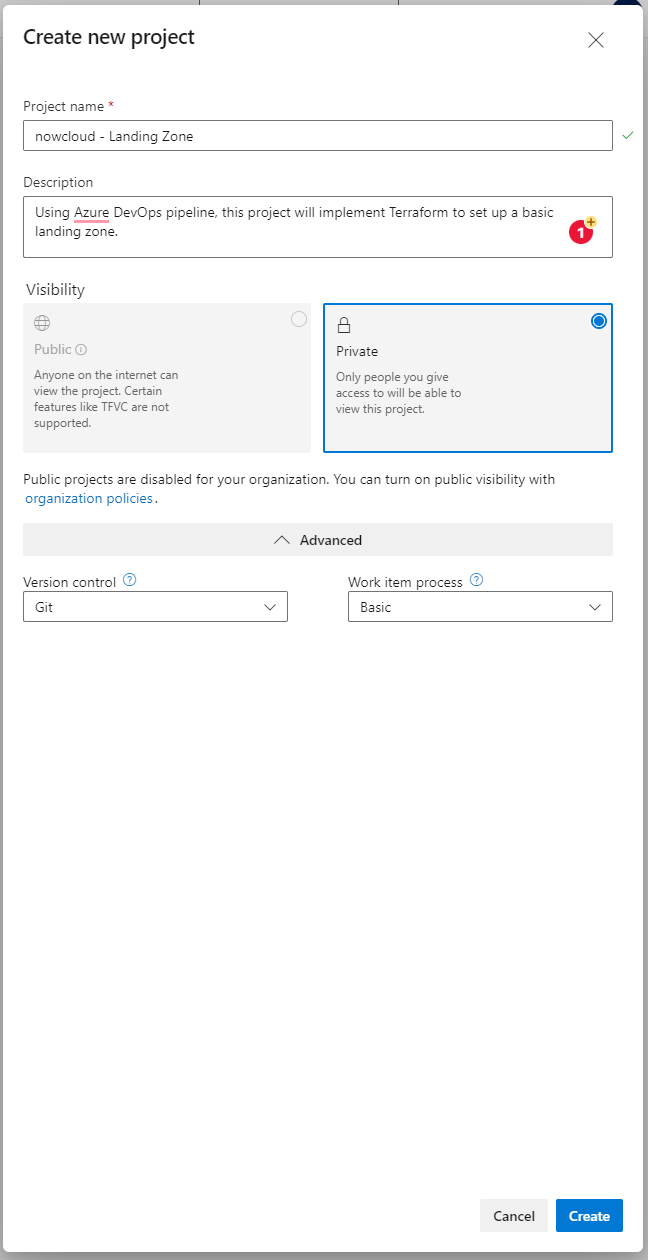 Create new project
Project name *
nowcloud - Landing Zone
Description
Using Azure DevOps pipeline, this project will implement Terraform to set up a basic
landing zone.
1
+
Visibility
Public
Anyone on the internet can
view the project. Certain
features like TFVC are not
supported.
Private
Only people you give
access to will be able to
view this project.
Public projects are disabled for your organization. You can turn on public visibility with
organization policies.
Advanced
Version control ?
Git
Work item process ?
Basic
Cancel
Create